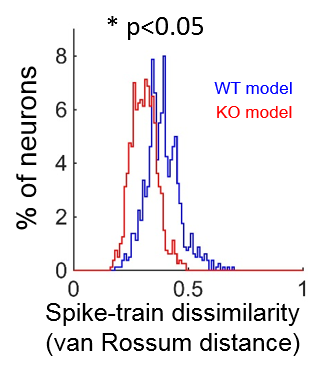 * p<0.05
8
WT model
KO model
6
% of neurons
4
2
0
0
0.5
1
Spike-train dissimilarity
(van Rossum distance)